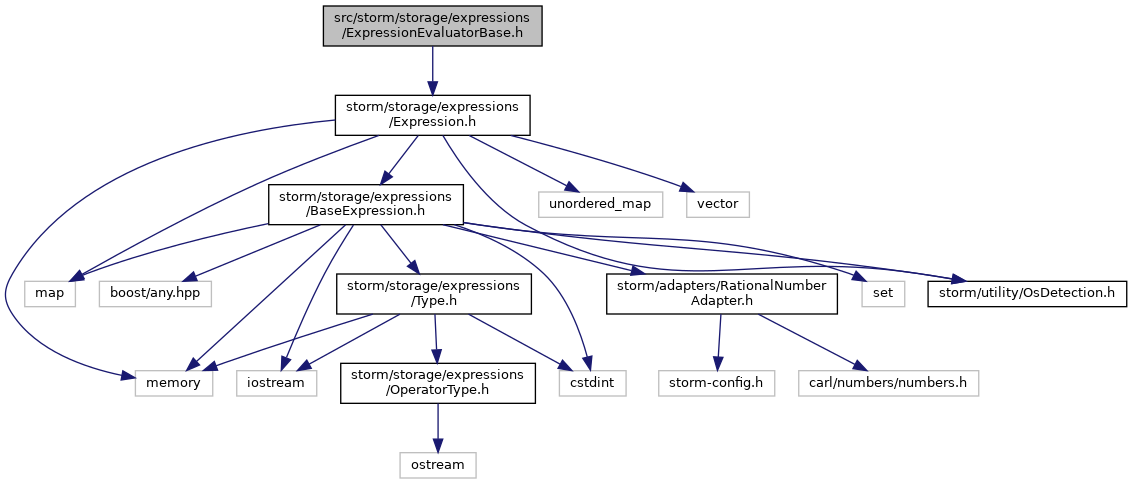 src/storm/storage/expressions
/ExpressionEvaluatorBase.h
storm/storage/expressions
/Expression.h
storm/storage/expressions
/BaseExpression.h
unordered_map
vector
map
boost/any.hpp
storm/storage/expressions
/Type.h
storm/adapters/RationalNumber
Adapter.h
set
storm/utility/OsDetection.h
memory
iostream
storm/storage/expressions
/OperatorType.h
cstdint
storm-config.h
carl/numbers/numbers.h
ostream